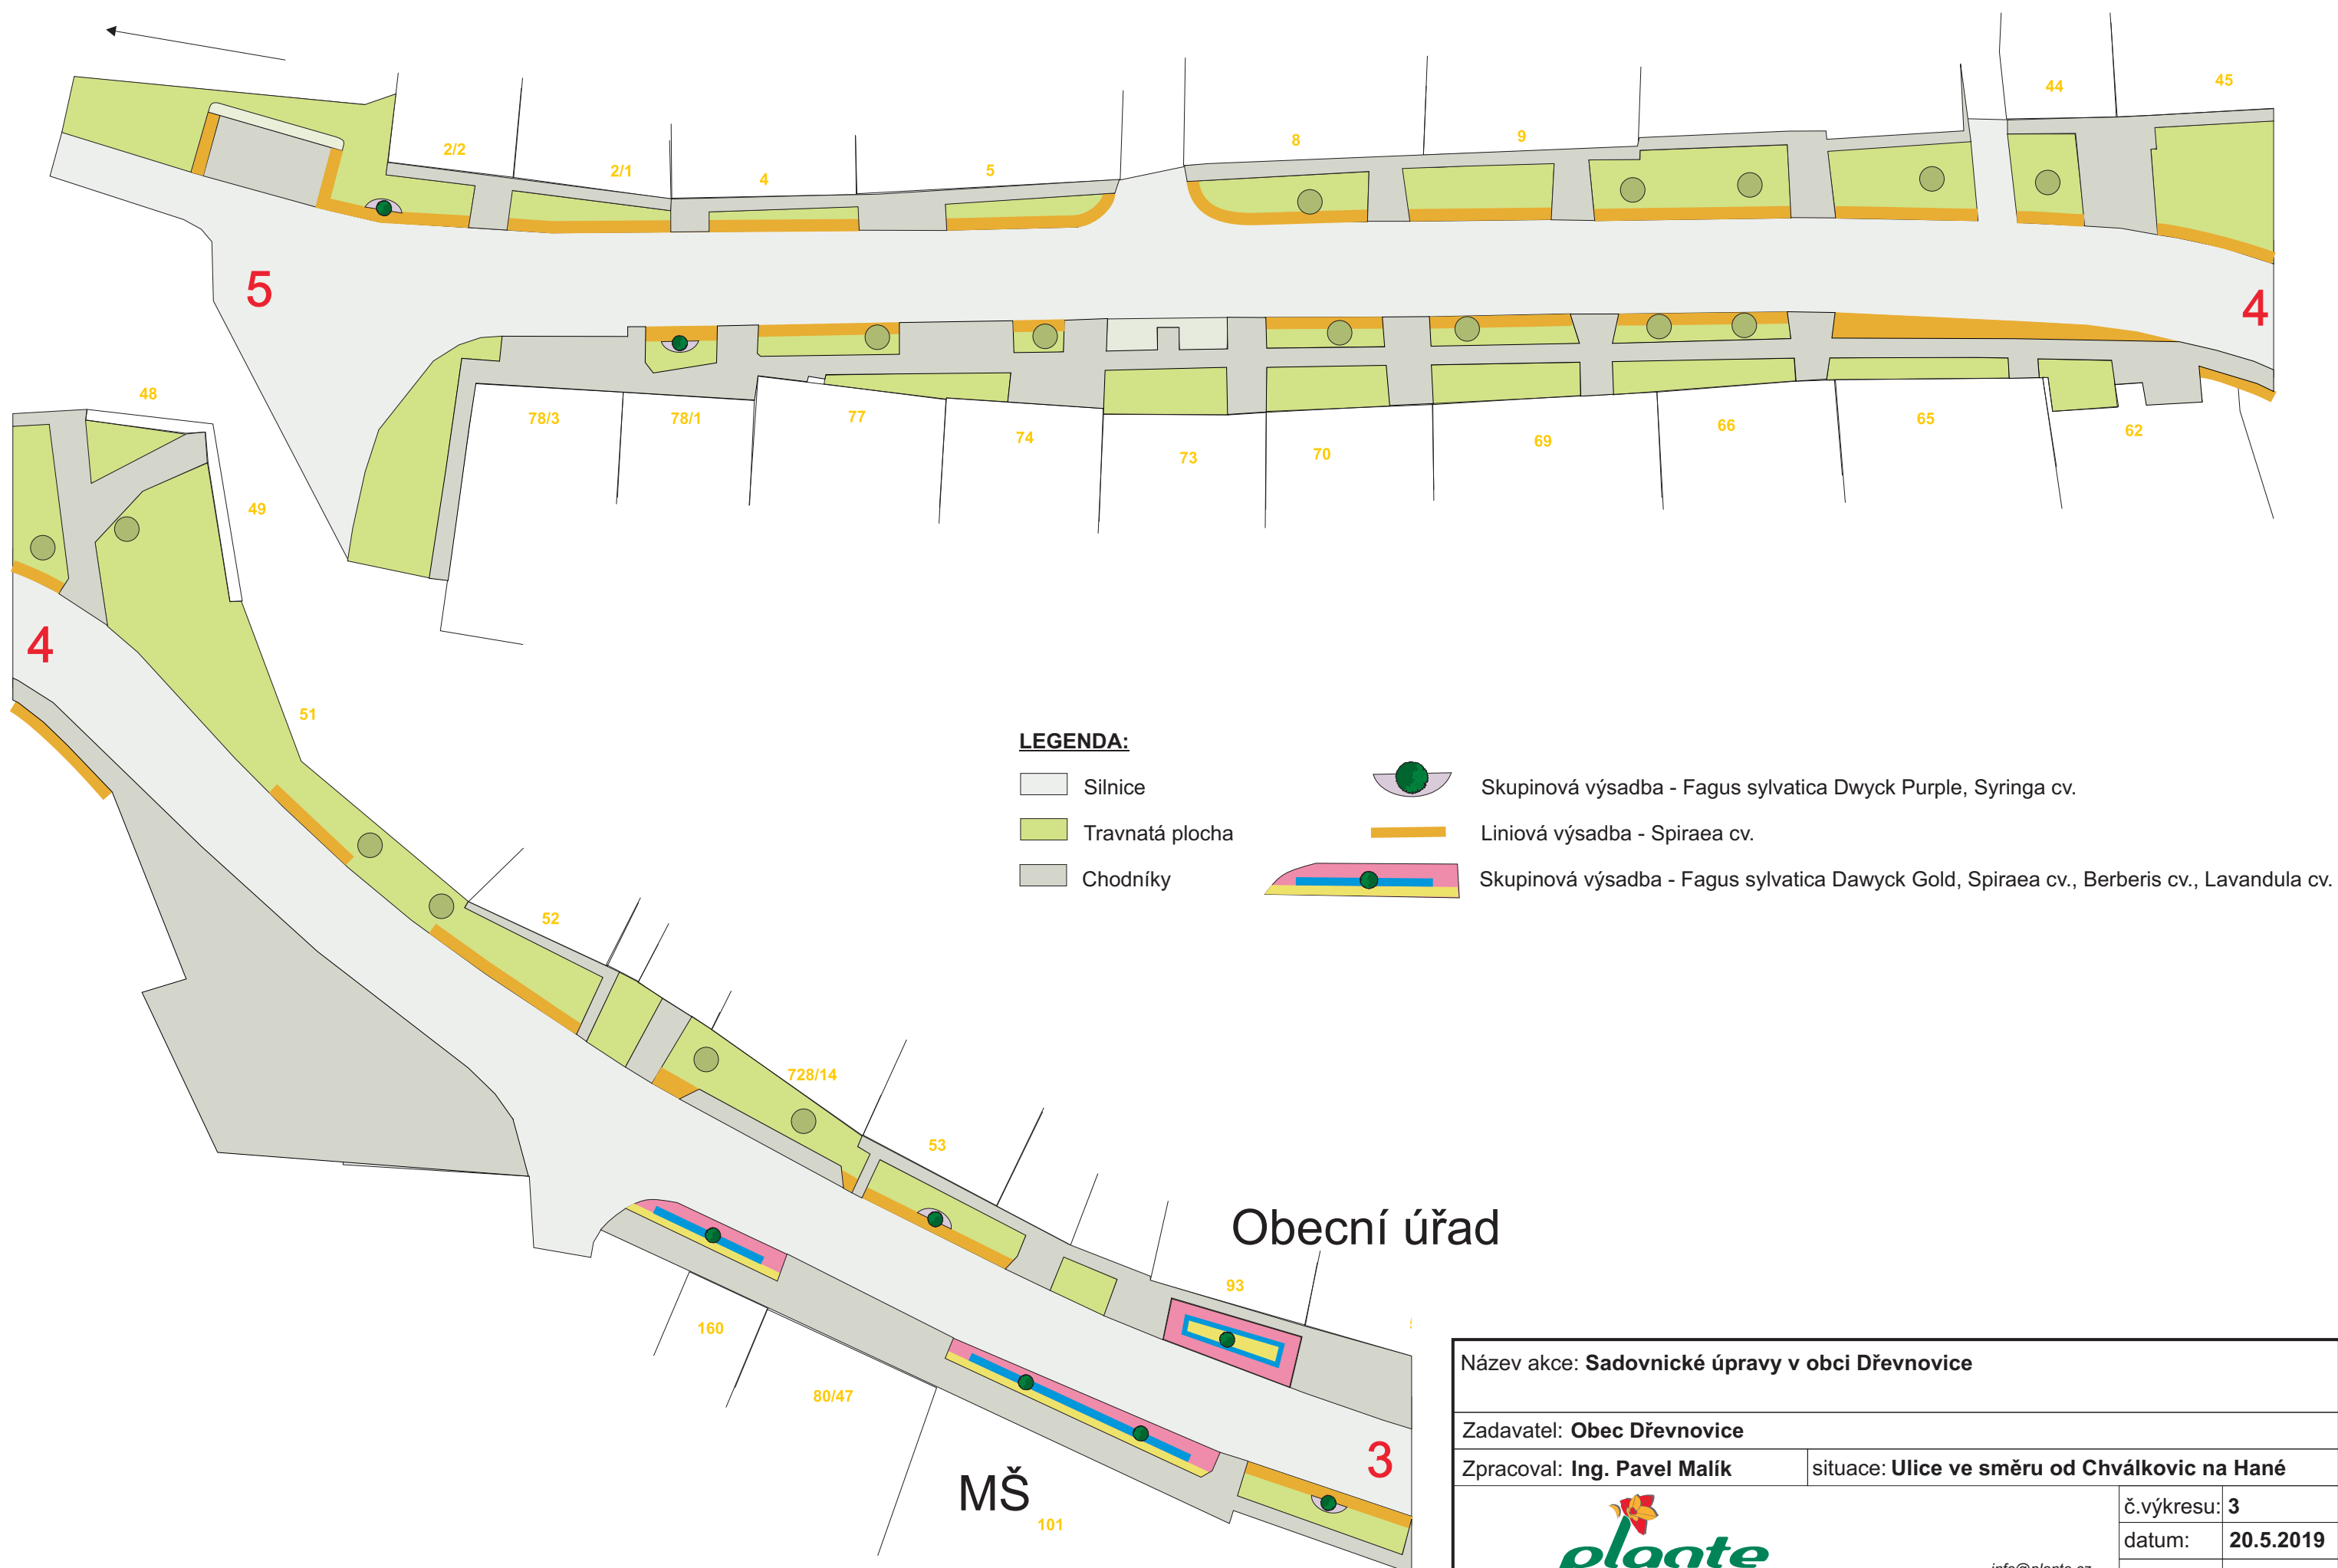 2/2
2/1
4
5
8
9
44
45
5
4
48
49
78/3
78/1
77
74
73
70
69
66
65
62
4
51
LEGENDA:
Silnice
Travnatá plocha
Chodníky
Skupinová výsadba - Fagus sylvatica Dwyck Purple, Syringa cv.
Liniová výsadba - Spiraea cv.
Skupinová výsadba - Fagus sylvatica Dawyck Gold, Spiraea cv., Berberis cv., Lavandula cv.
52
728/14
53
Obecní úřad
93
160
80/47
3
MŠ
101
Název akce: Sadovnické úpravy v obci Dřevnovice
Zadavatel: Obec Dřevnovice
Zpracoval: Ing. Pavel Malík situace: Ulice ve směru od Chválkovic na Hané
č.výkresu: 3
datum: 20.5.2019
plante
info@plante.cz